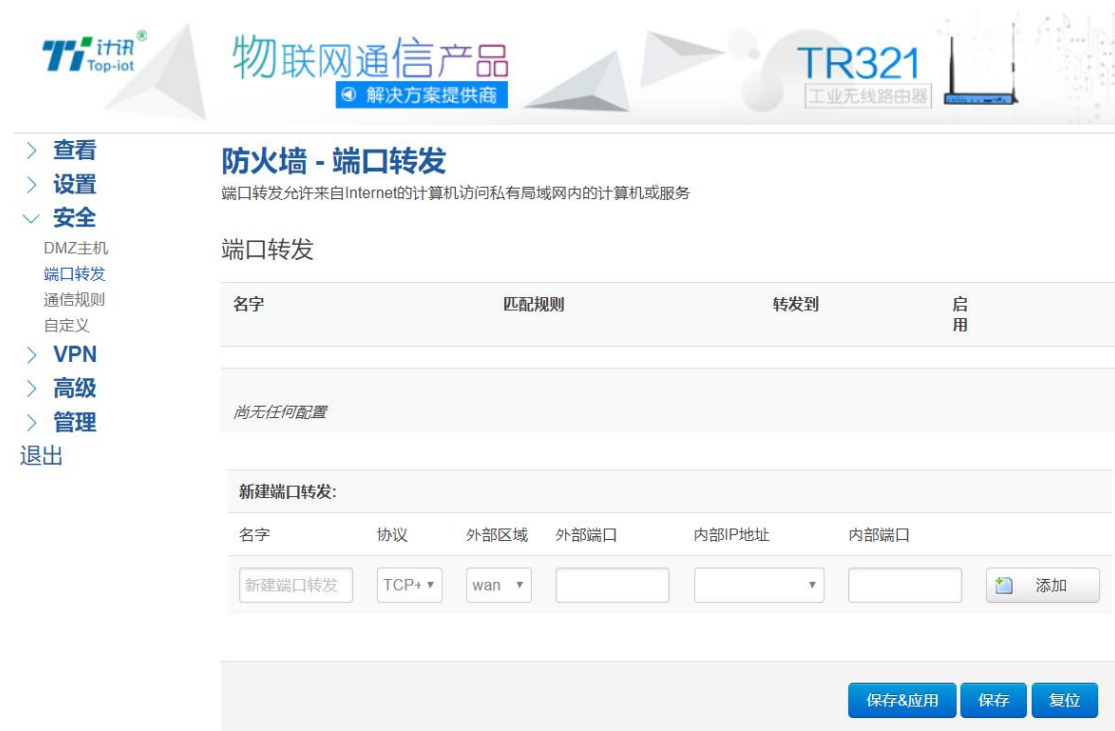 计讯®
Top-iot
物联网通信产品
解决方案提供商
TR321
工业无线路由器
查看
设置
安全
DMZ主机
端口转发
通信规则
自定义
VPN
高级
管理
退出
防火墙 - 端口转发
端口转发允许来自Internet的计算机访问私有局域网内的计算机或服务
端口转发
名字 匹配规则 转发到 启
用
尚无任何配置
新建端口转发:
名字 协议 外部区域 外部端口 内部IP地址 内部端口
新建端口转发 TCP+ wan 添加
保存&应用 保存 复位